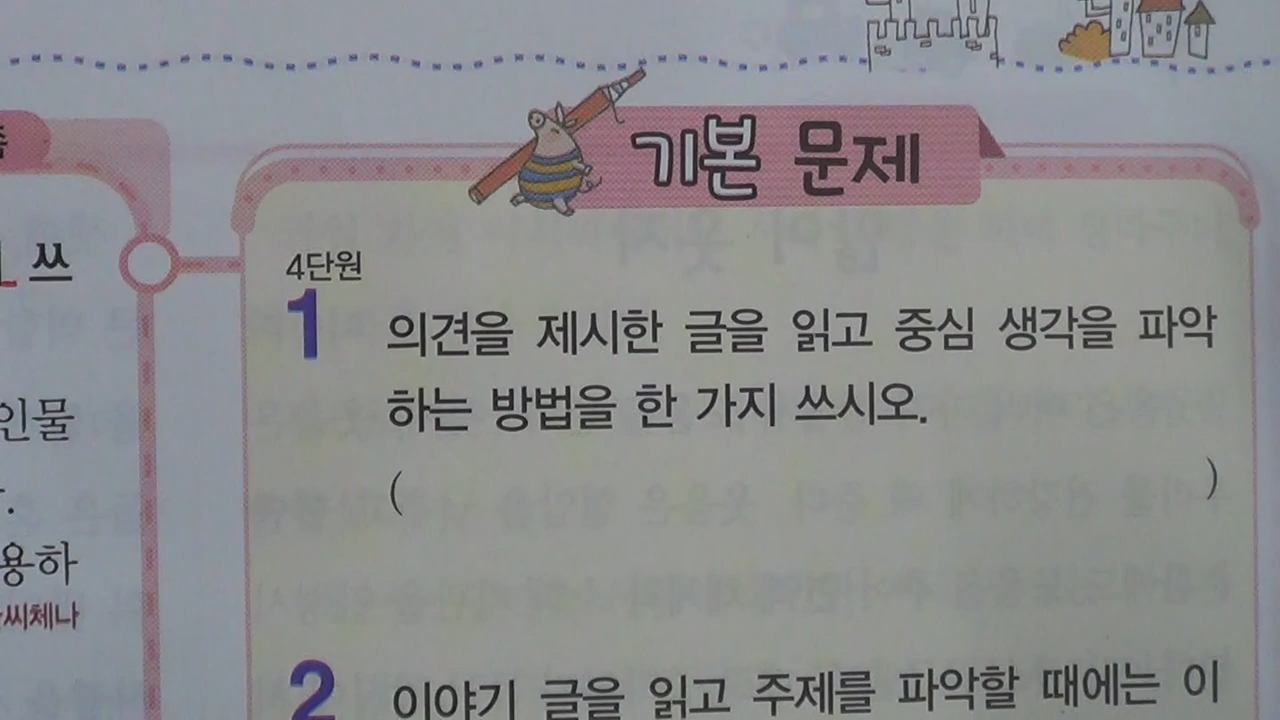 쓰
인물
용하
씨체나
기본 문제
4단원
1 의견을 제시한 글을 읽고 중심 생각을 파악
하는 방법을 한 가지 쓰시오.
( )
2 이야기 글을 읽고 주제를 파악할 때에는 이